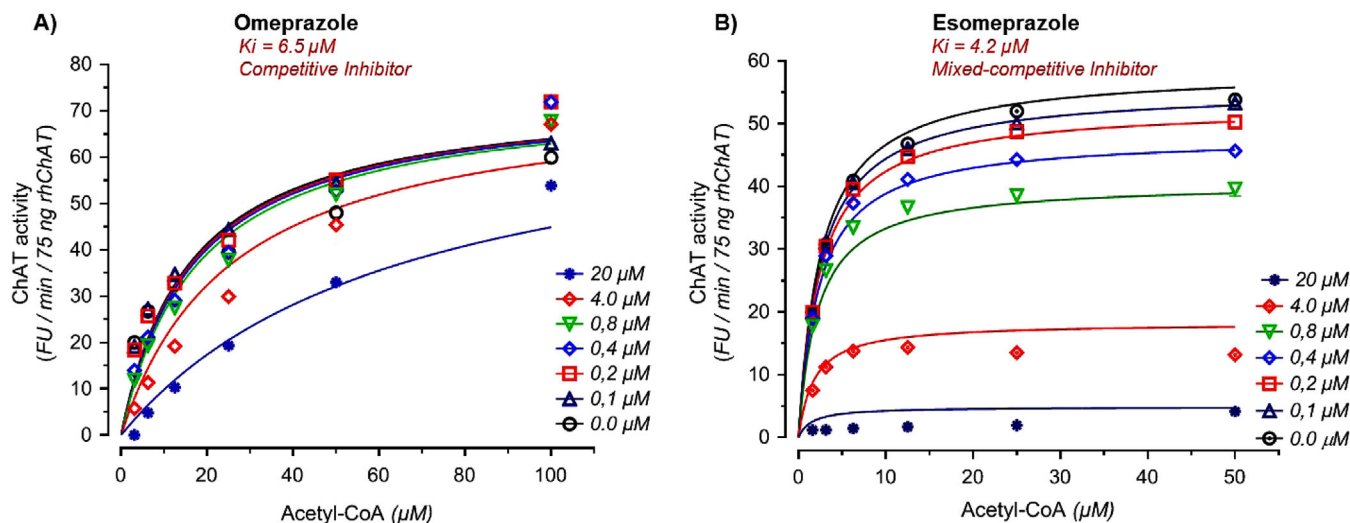 A)
Omeprazole
Ki = 6.5 µM
Competitive Inhibitor
80
70
60
50
40
30
20
10
0
ChAT activity
(FU / min / 75 ng rhChAT)
0
20
40
60
80
100
Acetyl-CoA (µM)
20 µM
4.0 µM
0,8 µM
0,4 µM
0,2 µM
0,1 µM
0.0 µM
B)
Esomeprazole
Ki = 4.2 µM
Mixed-competitive Inhibitor
60
50
40
30
20
10
0
ChAT activity
(FU / min / 75 ng rhChAT)
0
10
20
30
40
50
Acetyl-CoA (µM)
20 µM
4.0 µM
0,8 µM
0,4 µM
0,2 µM
0,1 µM
0.0 µM